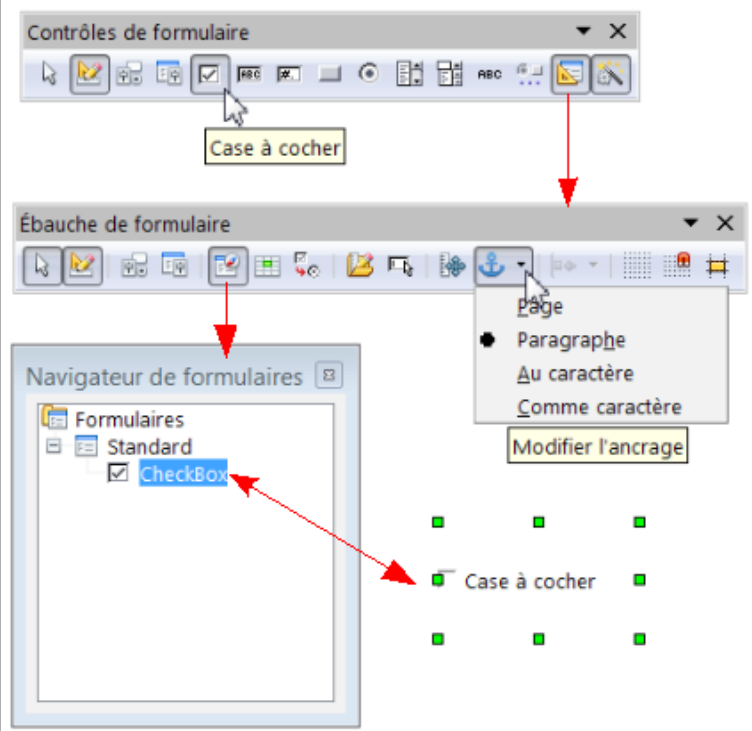 Contrôles de formulaire
ABC
ABC
Case à cocher
Ébauche de formulaire
Page
Paragraphe
Au caractère
Comme caractère
Modifier l'ancrage
Navigateur de formulaires
Formulaires
Standard
CheckBox
Case à cocher